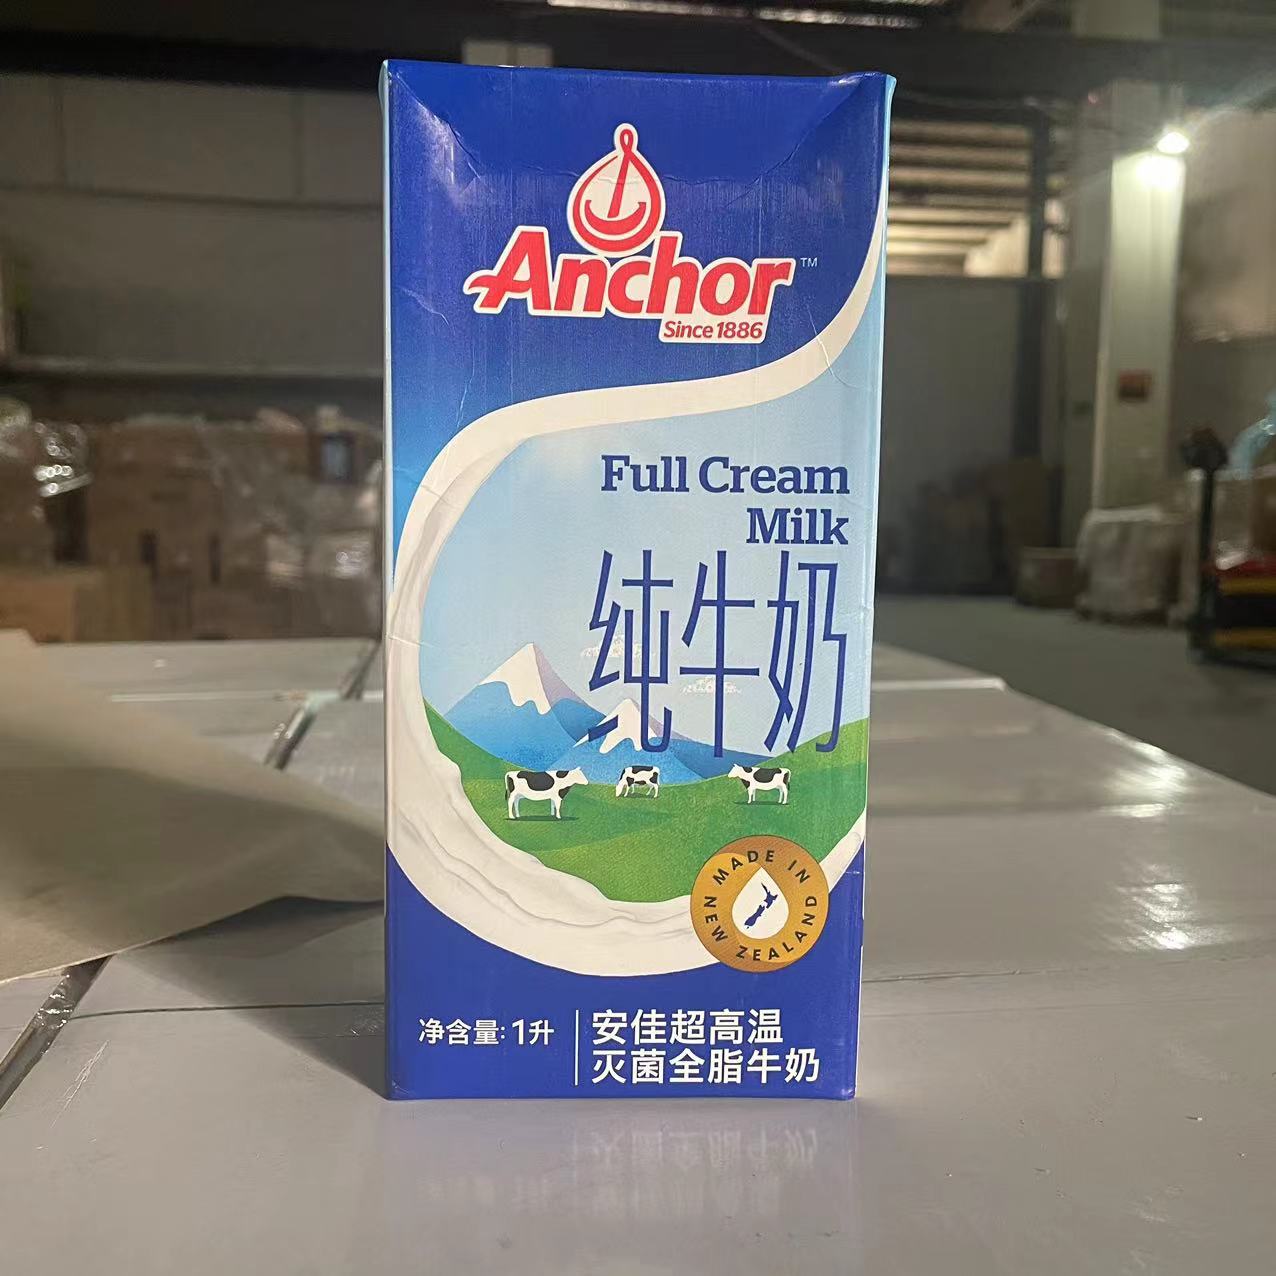 Anchor™
Since 1886
Full Cream
Milk
纯牛奶
MADE IN
NEW ZEALAND
净含量:1升
安佳超高温
灭菌全脂牛奶